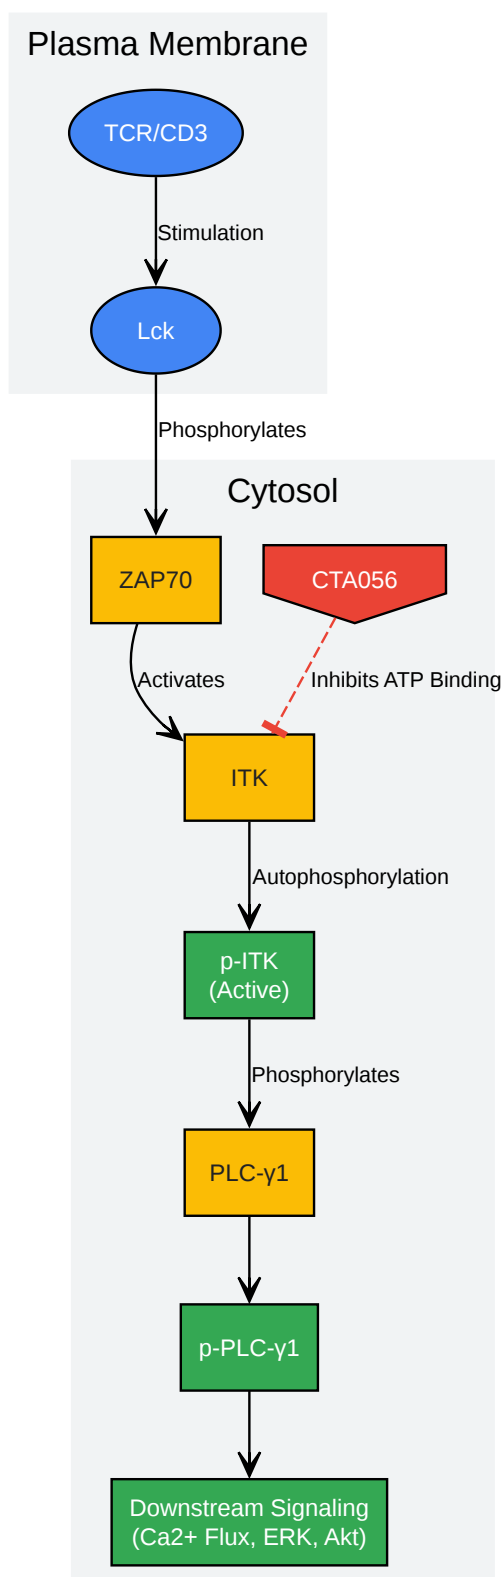 Plasma Membrane
TCR/CD3
Stimulation
Lck
Phosphorylates
Cytosol
ZAP70
CTA056
Activates
Inhibits ATP Binding
ITK
Autophosphorylation
p-ITK
(Active)
Phosphorylates
PLC-γ1
p-PLC-γ1
Downstream Signaling
(Ca2+ Flux, ERK, Akt)